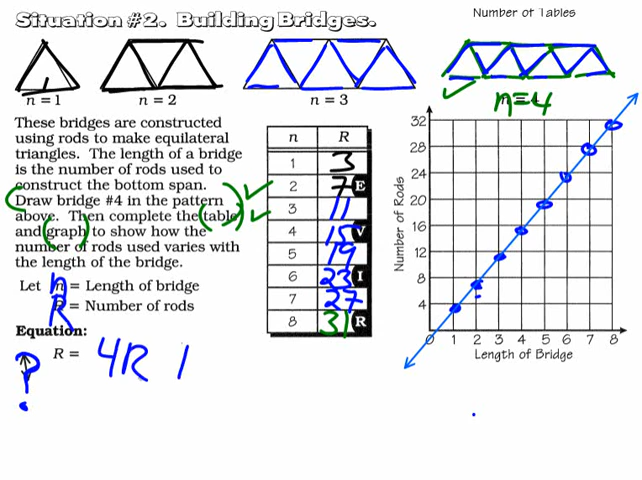 Situation #2. Building Bridges.
Number of Tables
n = 1
n = 2
n = 3
n=4
These bridges are constructed
using rods to make equilateral
triangles. The length of a bridge
is the number of rods used to
construct the bottom span.
Draw bridge #4 in the pattern
above. Then complete the table
and graph to show how the
number of rods used varies with
the length of the bridge.
Let n = Length of bridge
R = Number of rods
Equation:
R = 4R 1
?
n R
1 3
2 7 E
3 11
4 15 V
5 19
6 23 I
7 27
8 31 R
Number of Rods
32
28
24
20
16
12
8
4
0 1 2 3 4 5 6 7 8
Length of Bridge